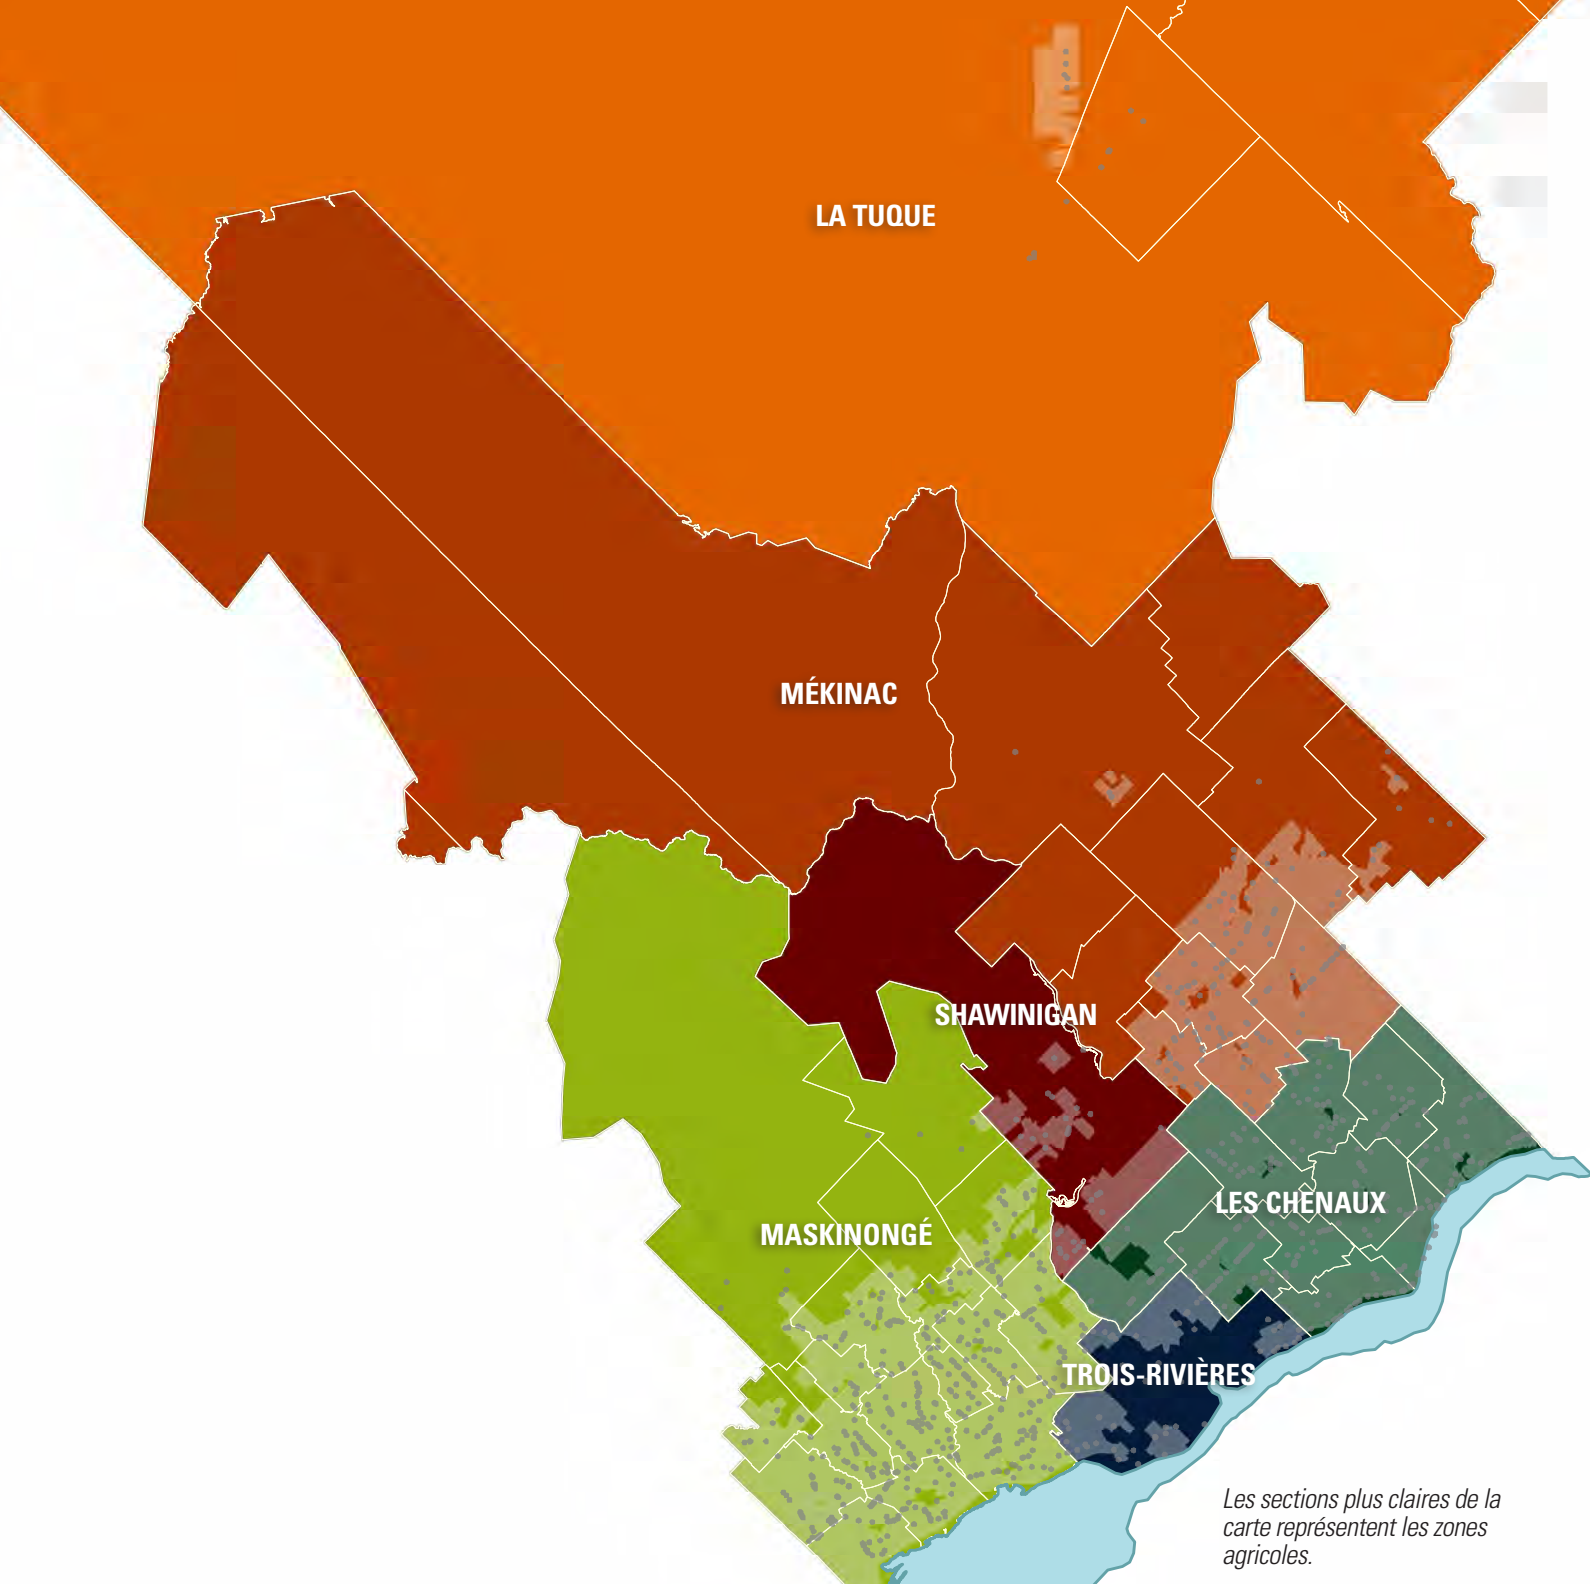 LA TUQUE
MÉKINAC
SHAWINIGAN
LES CHENAUX
MASKINONGÉ
TROIS-RIVIÈRES
Les sections plus claires de la
carte représentent les zones
agricoles.